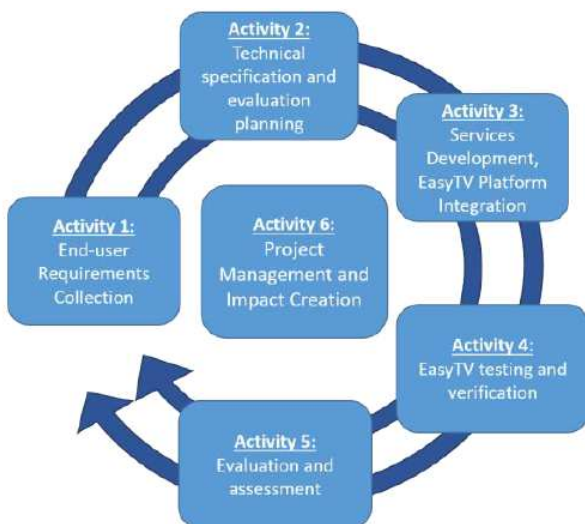 Activity 1:
End-user
Requirements
Collection
Activity 2:
Technical
specification and
evaluation
planning
Activity 3:
Services
Development,
EasyTV Platform
Integration
Activity 4:
EasyTV testing and
verification
Activity 5:
Evaluation and
assessment
Activity 6:
Project
Management and
Impact Creation